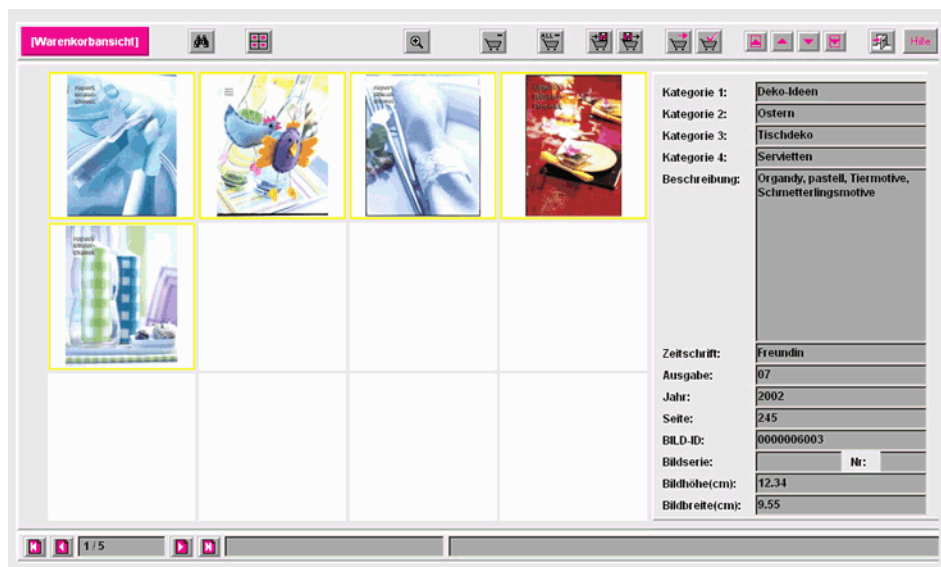 [Warenkorbansicht]
ALL
Hilfe
Kategorie 1: Deko-Ideen
Kategorie 2: Ostern
Kategorie 3: Tischdeko
Kategorie 4: Servietten
Beschreibung: Organdy, pastell, Tiermotive,
Schmetterlingsmotive
Zeitschrift: Freundin
Ausgabe: 07
Jahr: 2002
Seite: 245
BILD-ID: 0000006003
Bildserie: Nr:
Bildhöhe(cm): 12.34
Bildbreite(cm): 9.55
1 / 5